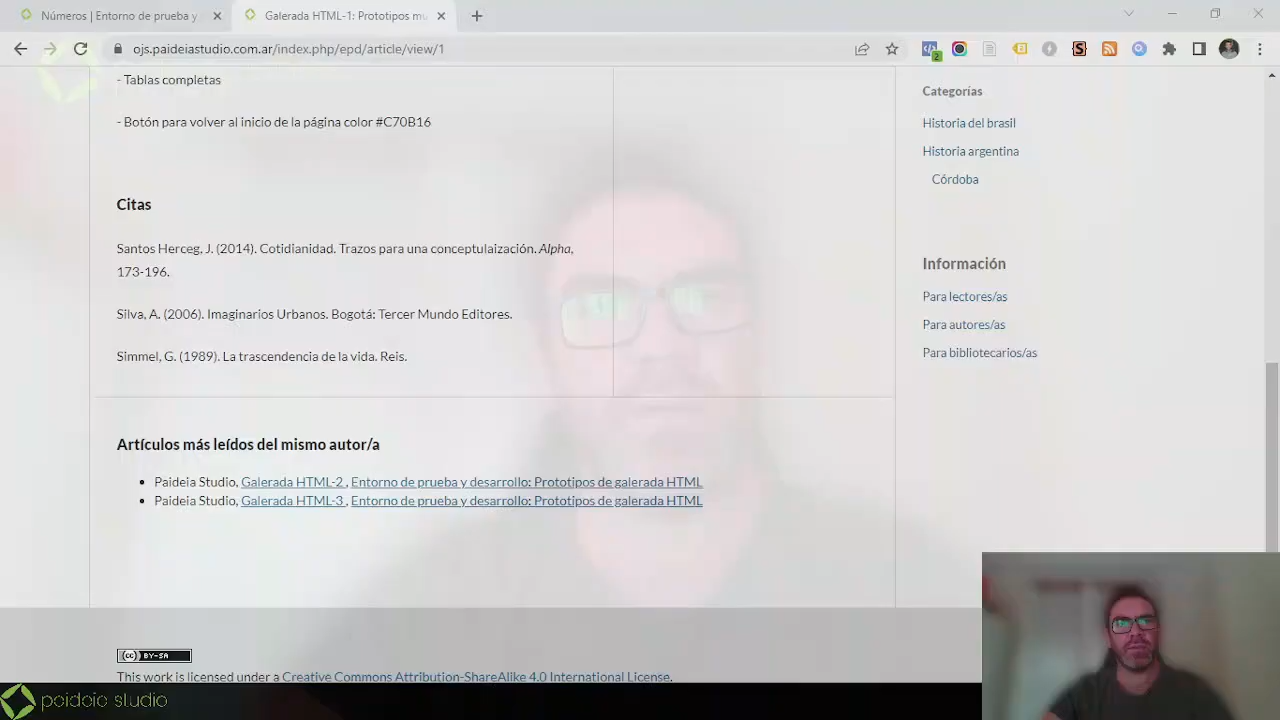 Números | Entorno de prueba y
Galerada HTML-1: Prototipos mu
ojs.paideiastudio.com.ar/index.php/epd/article/view/1
2
- Tablas completas
- Botón para volver al inicio de la página color #C70B16
Citas
Santos Herceg, J. (2014). Cotidianidad. Trazos para una conceptulaización. Alpha,
173-196.
Silva, A. (2006). Imaginarios Urbanos. Bogotá: Tercer Mundo Editores.
Simmel, G. (1989). La trascendencia de la vida. Reis.
Artículos más leídos del mismo autor/a
• Paideia Studio, Galerada HTML-2 , Entorno de prueba y desarrollo: Prototipos de galerada HTML
• Paideia Studio, Galerada HTML-3 , Entorno de prueba y desarrollo: Prototipos de galerada HTML
Categorías
Historia del brasil
Historia argentina
Córdoba
Información
Para lectores/as
Para autores/as
Para bibliotecarios/as
cc BY-SA
This work is licensed under a Creative Commons Attribution-ShareAlike 4.0 International License.
paideia studio